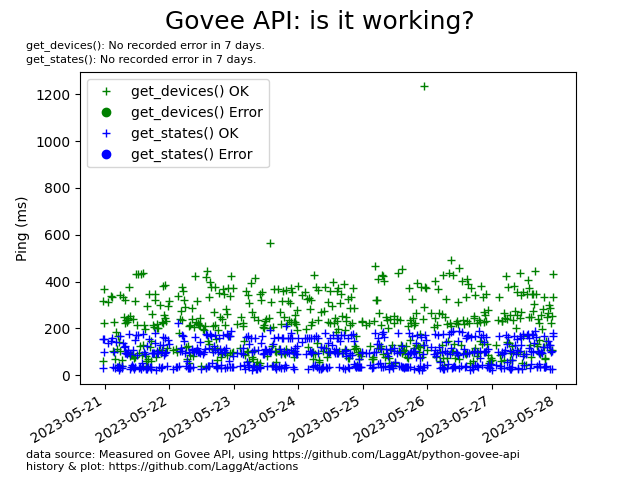 Govee API: is it working?
get_devices(): No recorded error in 7 days.
get_states(): No recorded error in 7 days.
get_devices() OK
get_devices() Error
get_states() OK
get_states() Error
Ping (ms)
1200
1000
800
600
400
200
0
2023-05-21
2023-05-22
2023-05-23
2023-05-24
2023-05-25
2023-05-26
2023-05-27
2023-05-28
data source: Measured on Govee API, using https://github.com/LaggAt/python-govee-api
history & plot: https://github.com/LaggAt/actions